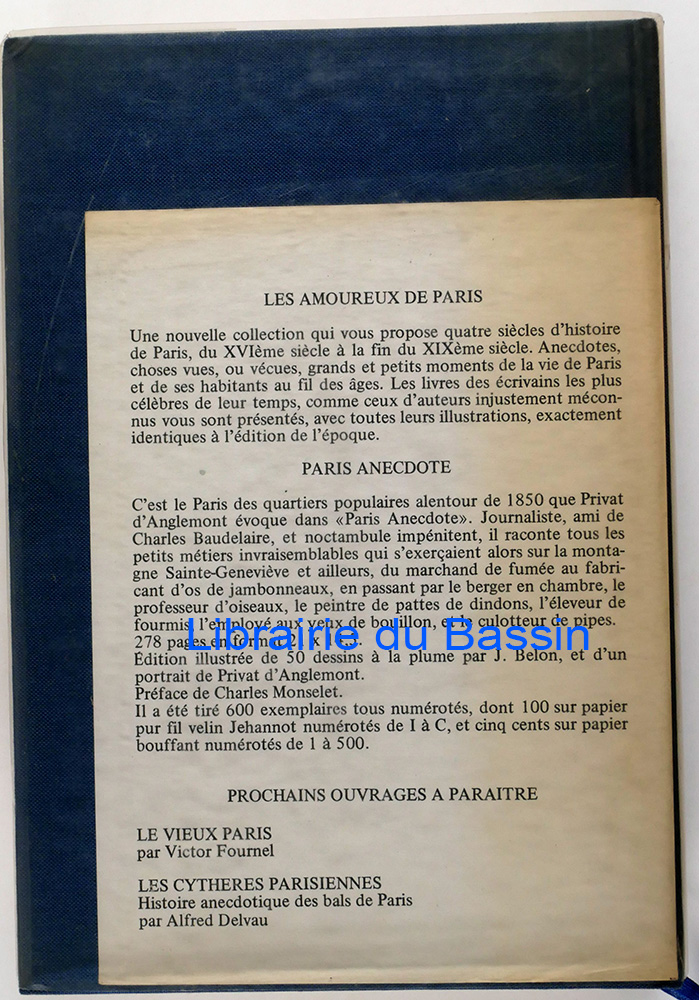 LES AMOUREUX DE PARIS
Une nouvelle collection qui vous propose quatre siècles d'histoire
de Paris, du XVIème siècle à la fin du XIXème siècle. Anecdotes,
choses vues, ou vécues, grands et petits moments de la vie de Paris
et de ses habitants au fil des âges. Les livres des écrivains les plus
célèbres de leur temps, comme ceux d'auteurs injustement mécon-
nus vous sont présentés, avec toutes leurs illustrations, exactement
identiques à l'édition de l'époque.
PARIS ANECDOTE
C'est le Paris des quartiers populaires alentour de 1850 que Privat
d'Anglemont évoque dans «Paris Anecdote». Journaliste, ami de
Charles Baudelaire, et noctambule impénitent, il raconte tous les
petits métiers invraisemblables qui s'exerçaient alors sur la monta-
gne Sainte-Geneviève et ailleurs, du marchand de fumée au fabri-
cant d'os de jambonneaux, en passant par le berger en chambre, le
professeur d'oiseaux, le peintre de pattes de dindons, l'éleveur de
fourmis l'employé aux yeux de bouillon, et le culotteur de pipes.
Librairie du Bassin
278 pages en format x
Édition illustrée de 50 dessins à la plume par J. Belon, et d'un
portrait de Privat d'Anglemont.
Préface de Charles Monselet.
Il a été tiré 600 exemplaires tous numérotés, dont 100 sur papier
pur fil velin Jehannot numérotés de I à C, et cinq cents sur papier
bouffant numérotés de 1 à 500.
PROCHAINS OUVRAGES A PARAITRE
LE VIEUX PARIS
par Victor Fournel
LES CYTHERES PARISIENNES
Histoire anecdotique des bals de Paris
par Alfred Delvau